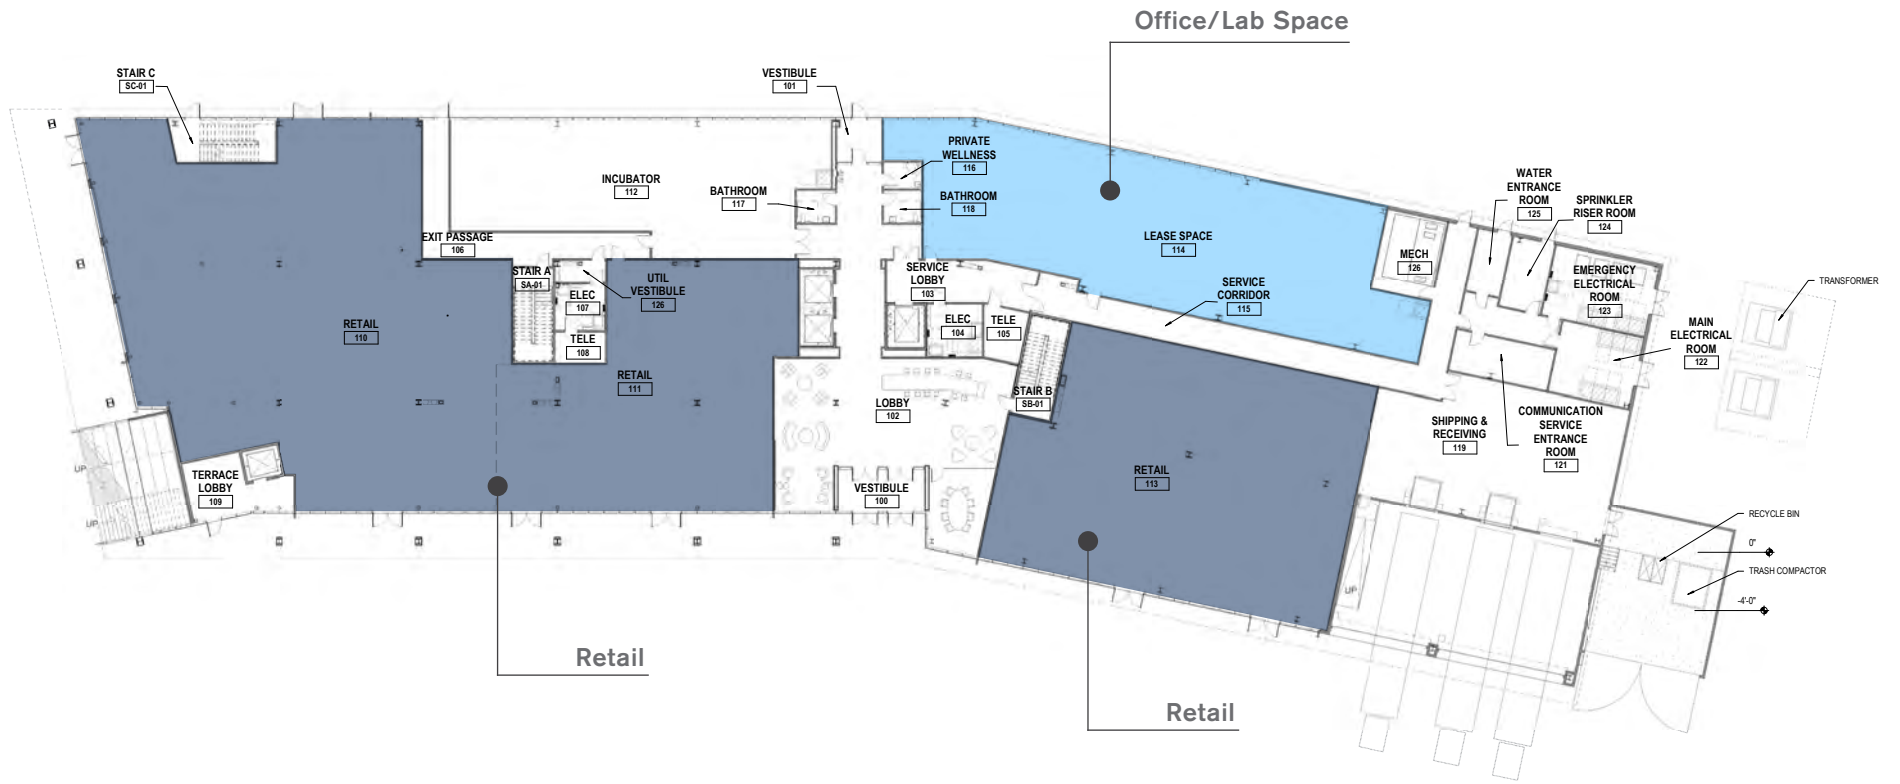 Office/Lab Space
STAIR C
SC-01
VESTIBULE
101
PRIVATE
WELLNESS
116
INCUBATOR
112
BATHROOM
117
BATHROOM
118
WATER
ENTRANCE
ROOM
125
SPRINKLER
RISER ROOM
124
EXIT PASSAGE
106
LEASE SPACE
114
MECH
126
STAIR A
SA-01
UTIL
VESTIBULE
126
SERVICE
LOBBY
103
SERVICE
CORRIDOR
115
EMERGENCY
ELECTRICAL
ROOM
123
TRANSFORMER
ELEC
107
ELEC
104
TELE
105
RETAIL
110
TELE
108
MAIN
ELECTRICAL
ROOM
122
RETAIL
111
STAIR B
SB-01
LOBBY
102
SHIPPING &
RECEIVING
119
COMMUNICATION
SERVICE
ENTRANCE
ROOM
121
UP
TERRACE
LOBBY
109
RETAIL
113
VESTIBULE
100
UP
RECYCLE BIN
0"
TRASH COMPACTOR
UP
-4'-0"
Retail
Retail